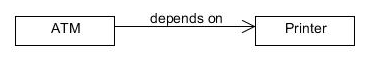 depends on
ATM
Printer